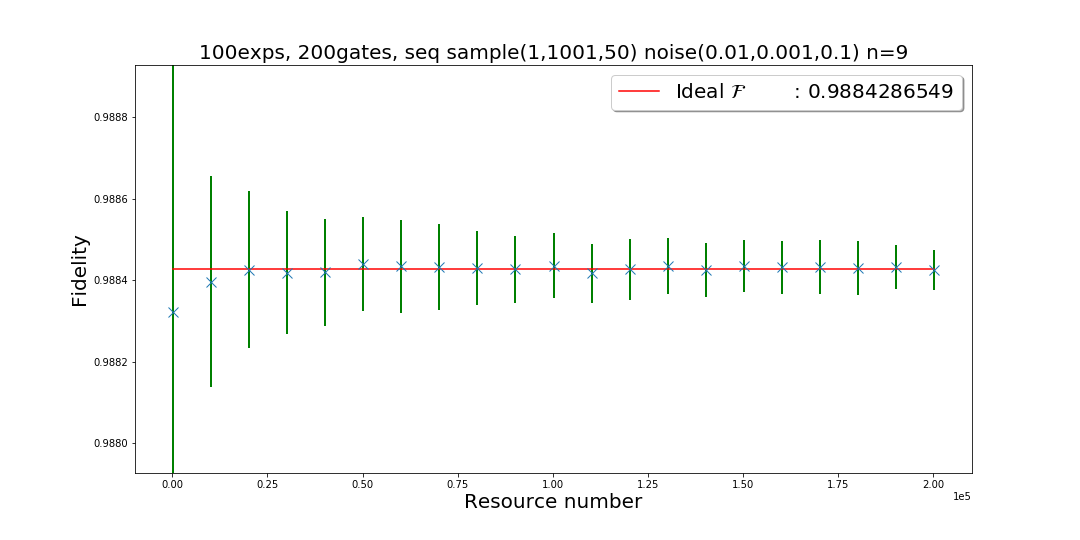 100exps, 200gates, seq sample(1,1001,50) noise(0.01,0.001,0.1) n=9
Ideal ℱ : 0.9884286549
0.9888
0.9886
0.9884
0.9882
0.9880
Fidelity
0.00 0.25 0.50 0.75 1.00 1.25 1.50 1.75 2.00
1e5
Resource number